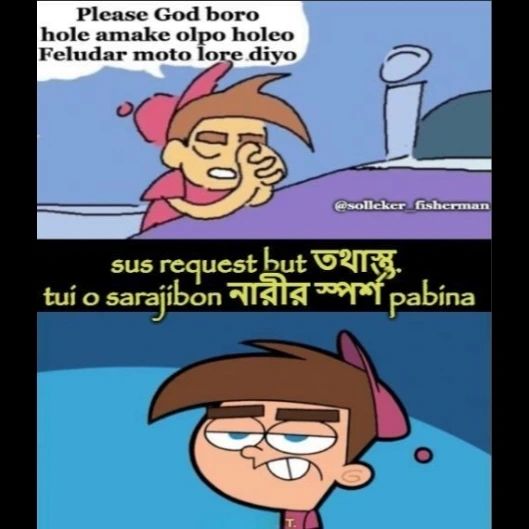 Please God boro
hole amake olpo holeo
Feludar moto lore diyo
@solleker_fisherman
sus request but তথাস্তু.
tui o sarajibon নারীর স্পর্শ pabina
T.